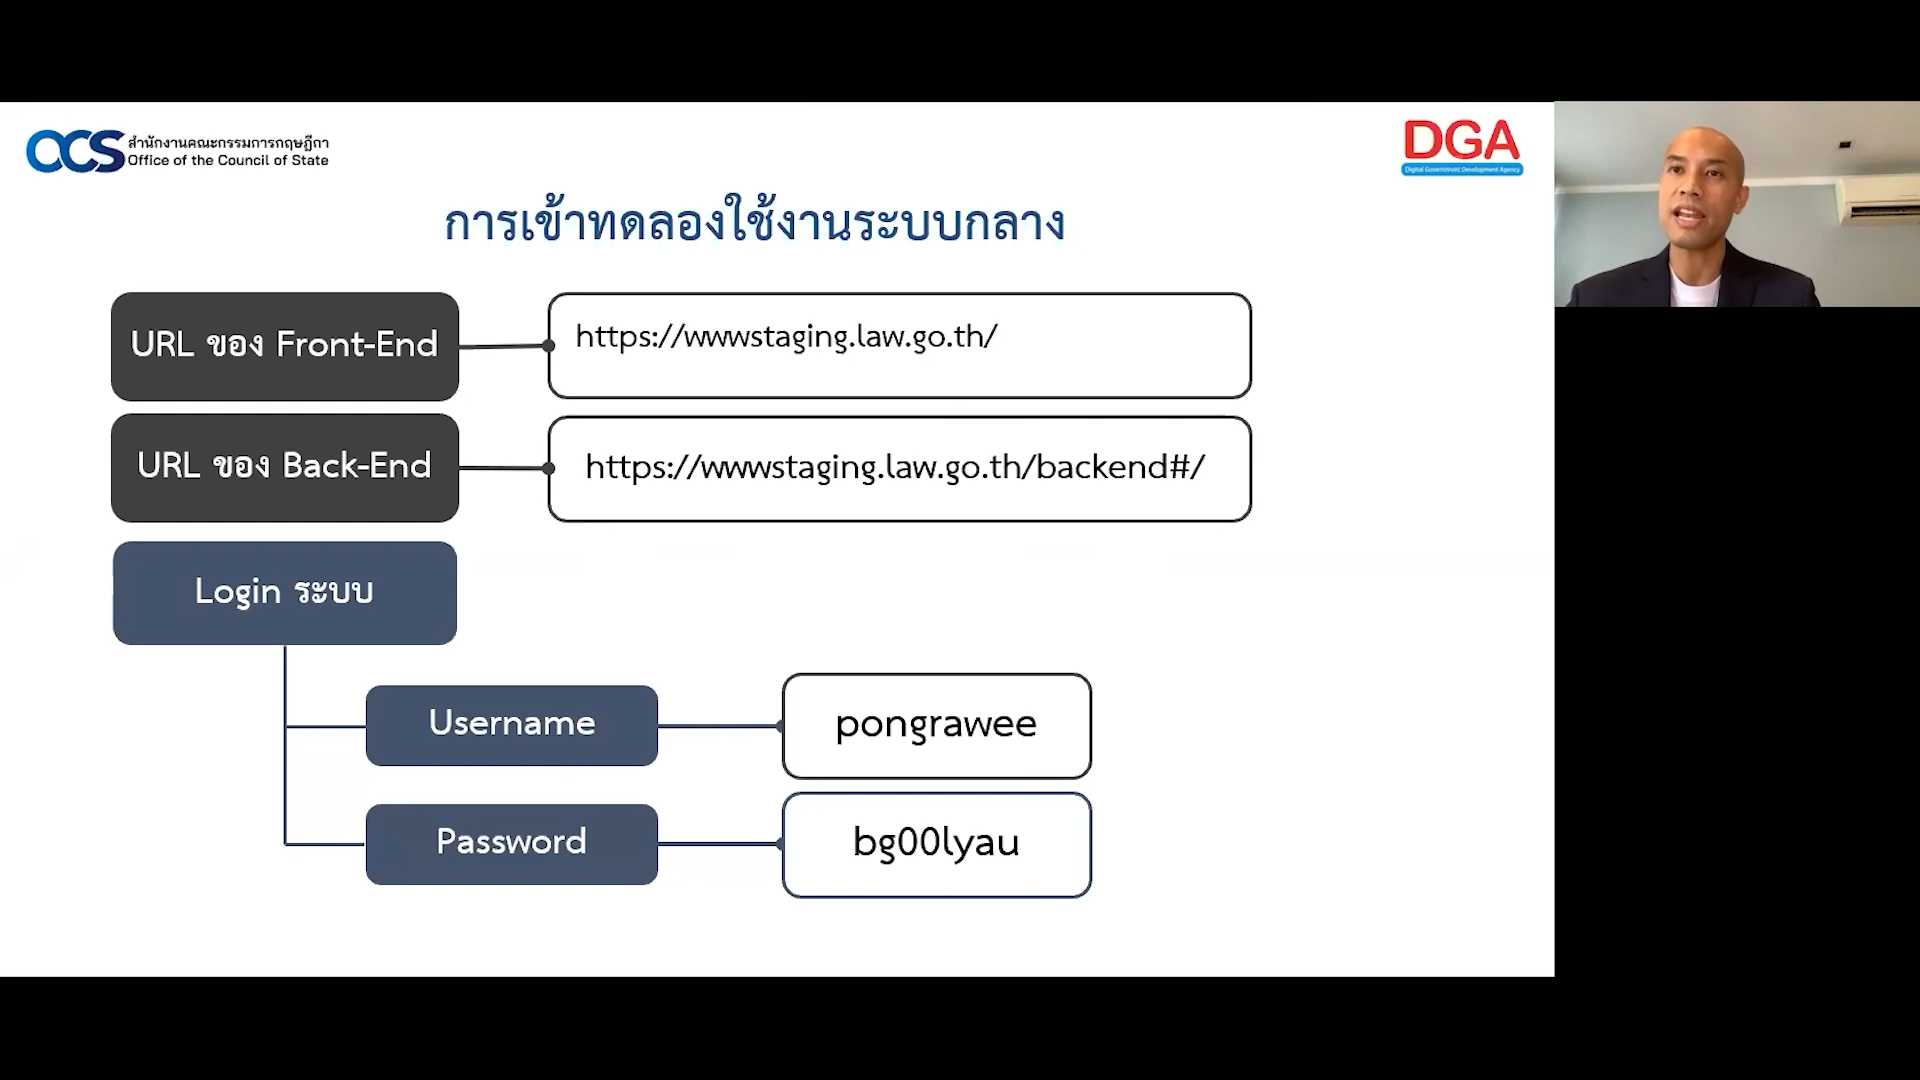 OCS สำนักงานคณะกรรมการกฤษฎีกา
Office of the Council of State
DGA
Digital Government Development Agency
การเข้าทดลองใช้งานระบบกลาง
URL ของ Front-End
https://wwwstaging.law.go.th/
URL ของ Back-End
https://wwwstaging.law.go.th/backend#/
Login ระบบ
Username
pongrawee
Password
bg00lyau